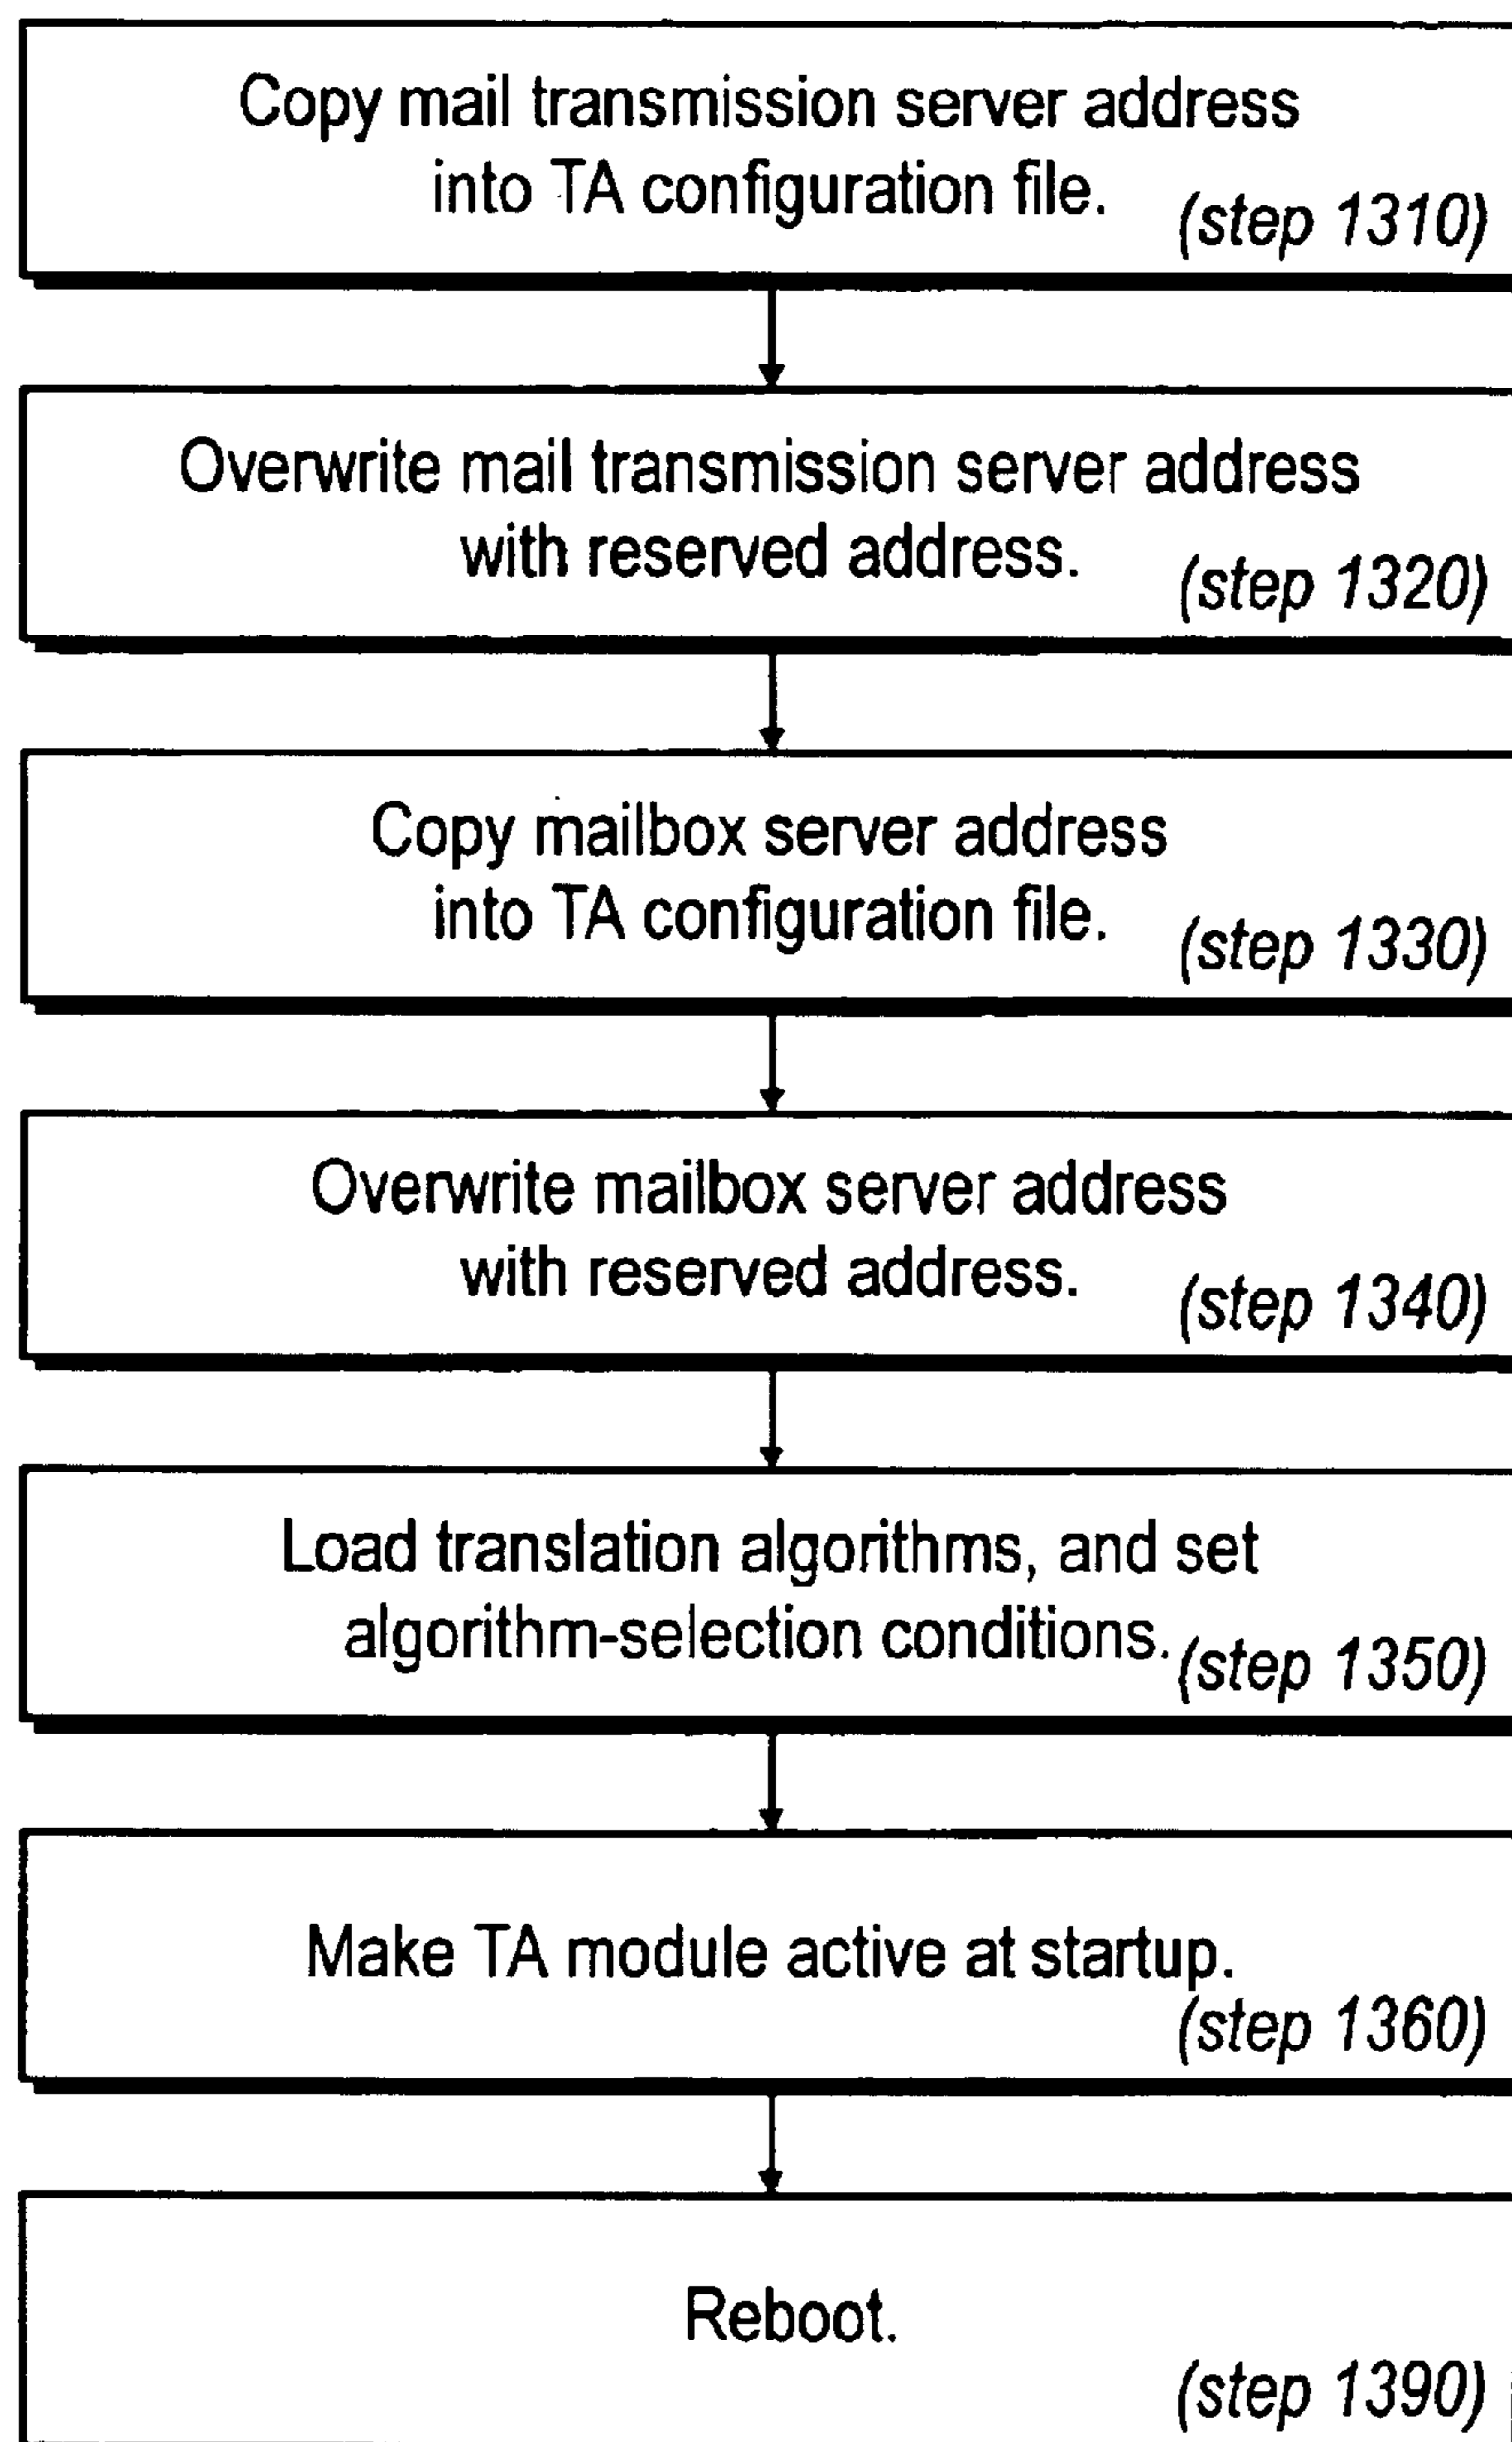 Copy mail transmission server address
into TA configuration file.
(step 1310)
Overwrite mail transmission server address
with reserved address.
(step 1320)
Copy mailbox server address
into TA configuration file.
(step 1330)
Overwrite mailbox server address
with reserved address.
(step 1340)
Load translation algorithms, and set
algorithm-selection conditions.
(step 1350)
Make TA module active at startup.
(step 1360)
Reboot.
(step 1390)